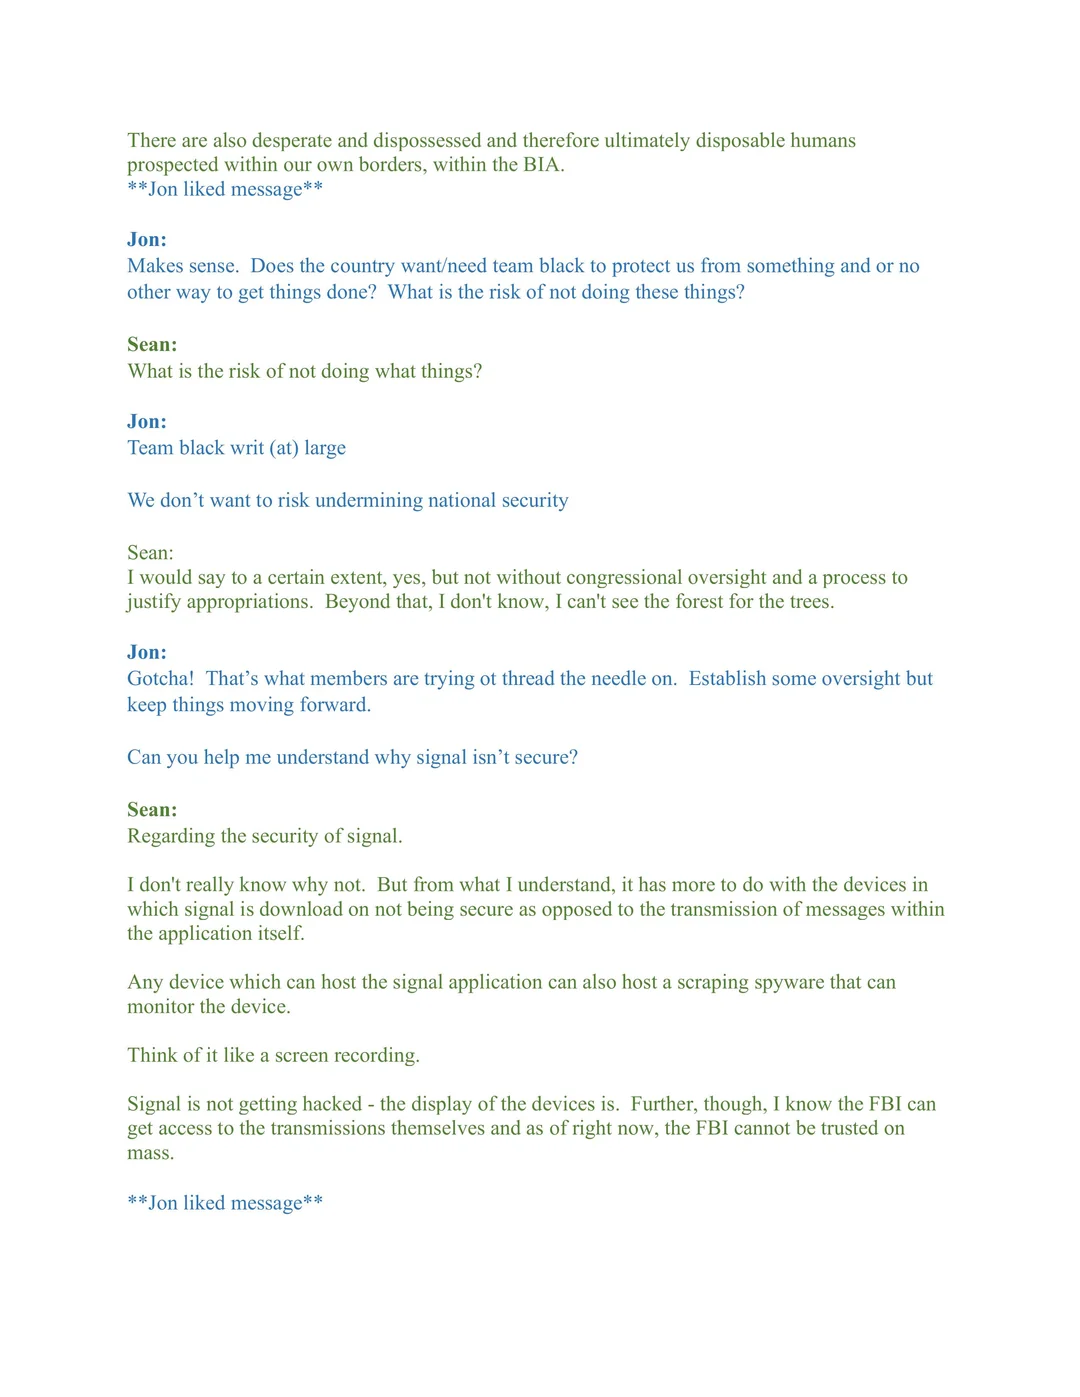 There are also desperate and dispossessed and therefore ultimately disposable humans
prospected within our own borders, within the BIA.
**Jon liked message**
Jon:
Makes sense.  Does the country want/need team black to protect us from something and or no
other way to get things done?  What is the risk of not doing these things?
Sean:
What is the risk of not doing what things?
Jon:
Team black writ (at) large
We don’t want to risk undermining national security
Sean:
I would say to a certain extent, yes, but not without congressional oversight and a process to
justify appropriations.  Beyond that, I don't know, I can't see the forest for the trees.
Jon:
Gotcha!  That’s what members are trying ot thread the needle on.  Establish some oversight but
keep things moving forward.
Can you help me understand why signal isn’t secure?
Sean:
Regarding the security of signal.
I don't really know why not.  But from what I understand, it has more to do with the devices in
which signal is download on not being secure as opposed to the transmission of messages within
the application itself.
Any device which can host the signal application can also host a scraping spyware that can
monitor the device.
Think of it like a screen recording.
Signal is not getting hacked - the display of the devices is.  Further, though, I know the FBI can
get access to the transmissions themselves and as of right now, the FBI cannot be trusted on
mass.
**Jon liked message**